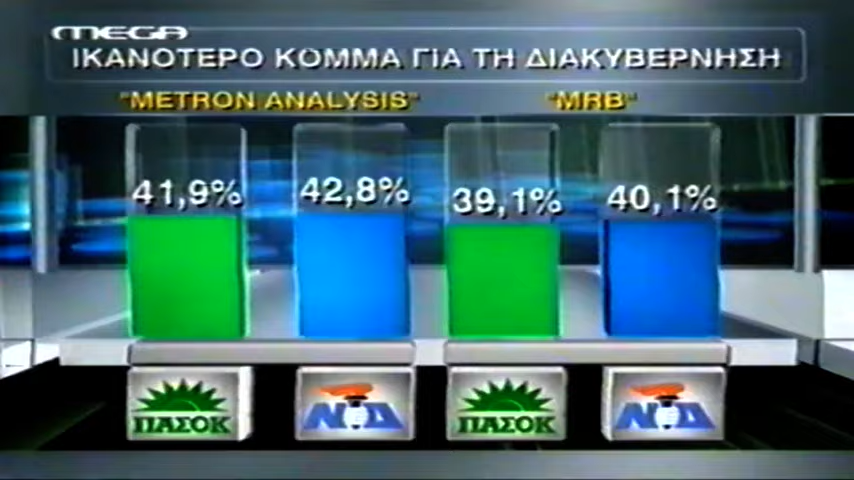 MEGA
ΙΚΑΝΟΤΕΡΟ ΚΟΜΜΑ ΓΙΑ ΤΗ ΔΙΑΚΥΒΕΡΝΗΣΗ
"METRON ANALYSIS" "MRB"
41,9% 42,8% 39,1% 40,1%
ΠΑΣΟΚ ΝΔ ΠΑΣΟΚ ΝΔ